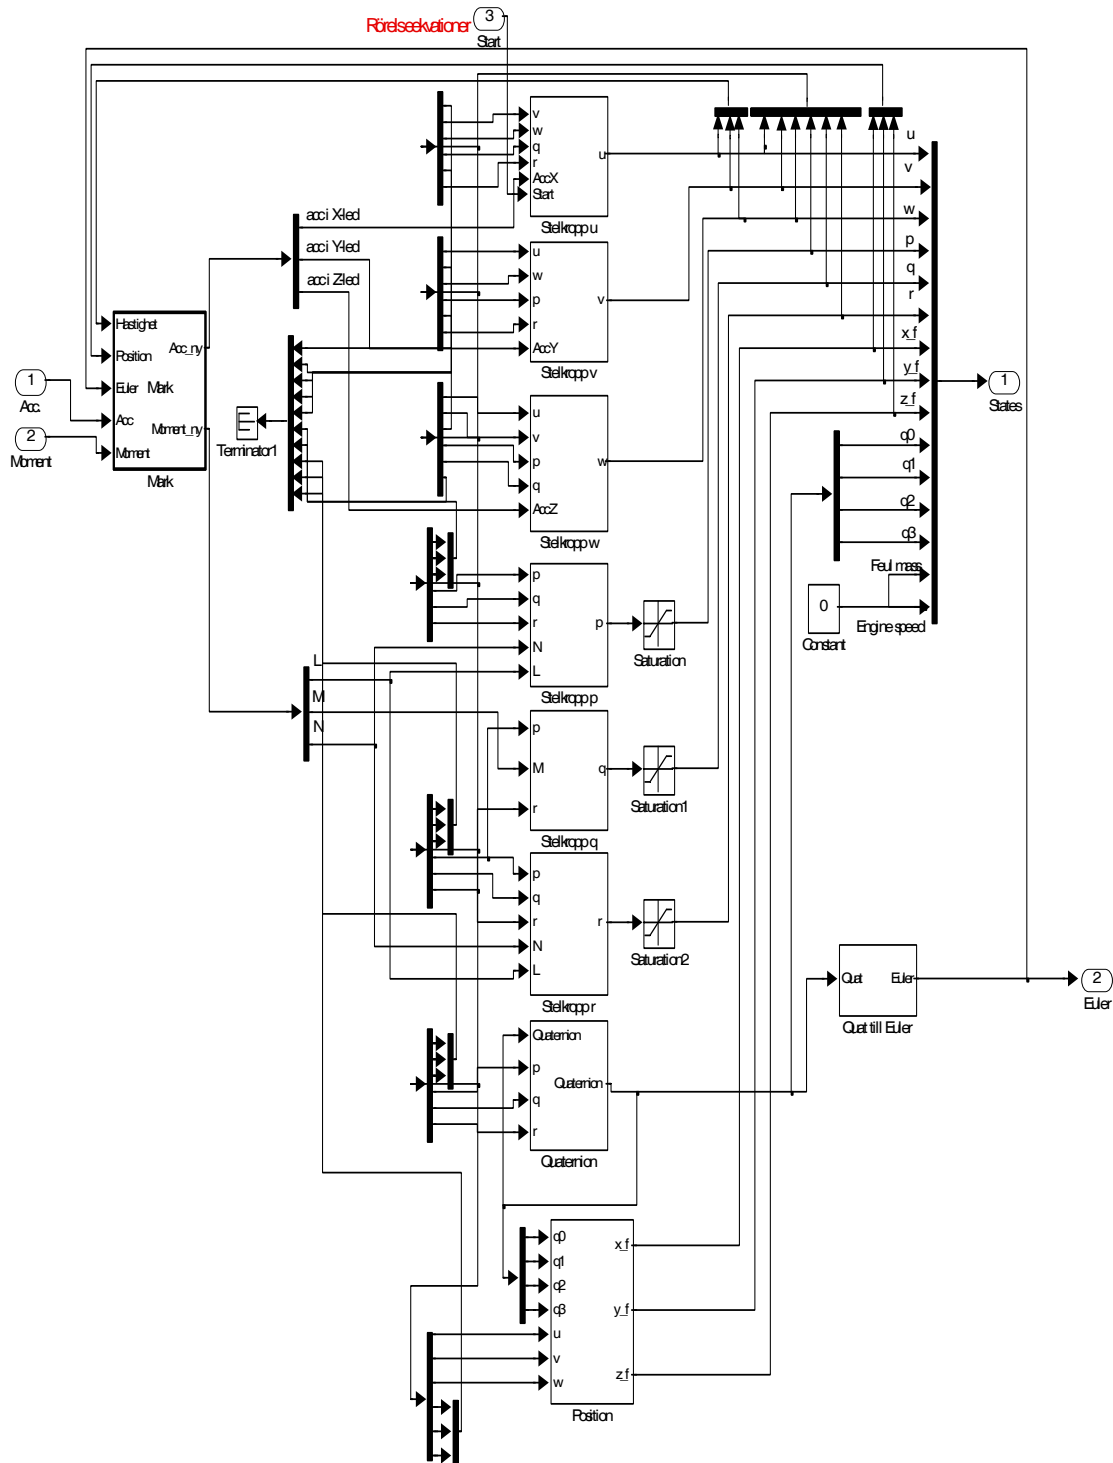 Rörelseekvationer
3
Start
v
w
q
r
AccX
Start
u
Stelkropp u
acc i X-led
acc i Y-led
acc i Z-led
u
w
p
r
AccY
v
Stelkropp v
Hastighet
Position
Euler
Acc
Moment
Mark
Acc_ny
Moment_ny
Mark
1
Acc.
2
Moment
Terminator1
u
v
p
q
AccZ
w
Stelkropp w
u
v
w
p
q
r
x_f
y_f
z_f
q0
q1
q2
q3
Feul mass
Engine speed
1
States
0
Constant
p
q
r
N
L
p
Stelkropp p
Saturation
L
M
N
p
M
r
q
Stelkropp q
Saturation1
p
q
r
N
L
r
Stelkropp r
Saturation2
Quat
Euler
Quat till Euler
2
Euler
Quaternion
p
q
r
Quaternion
Quaternion
q0
q1
q2
q3
u
v
w
x_f
y_f
z_f
Position